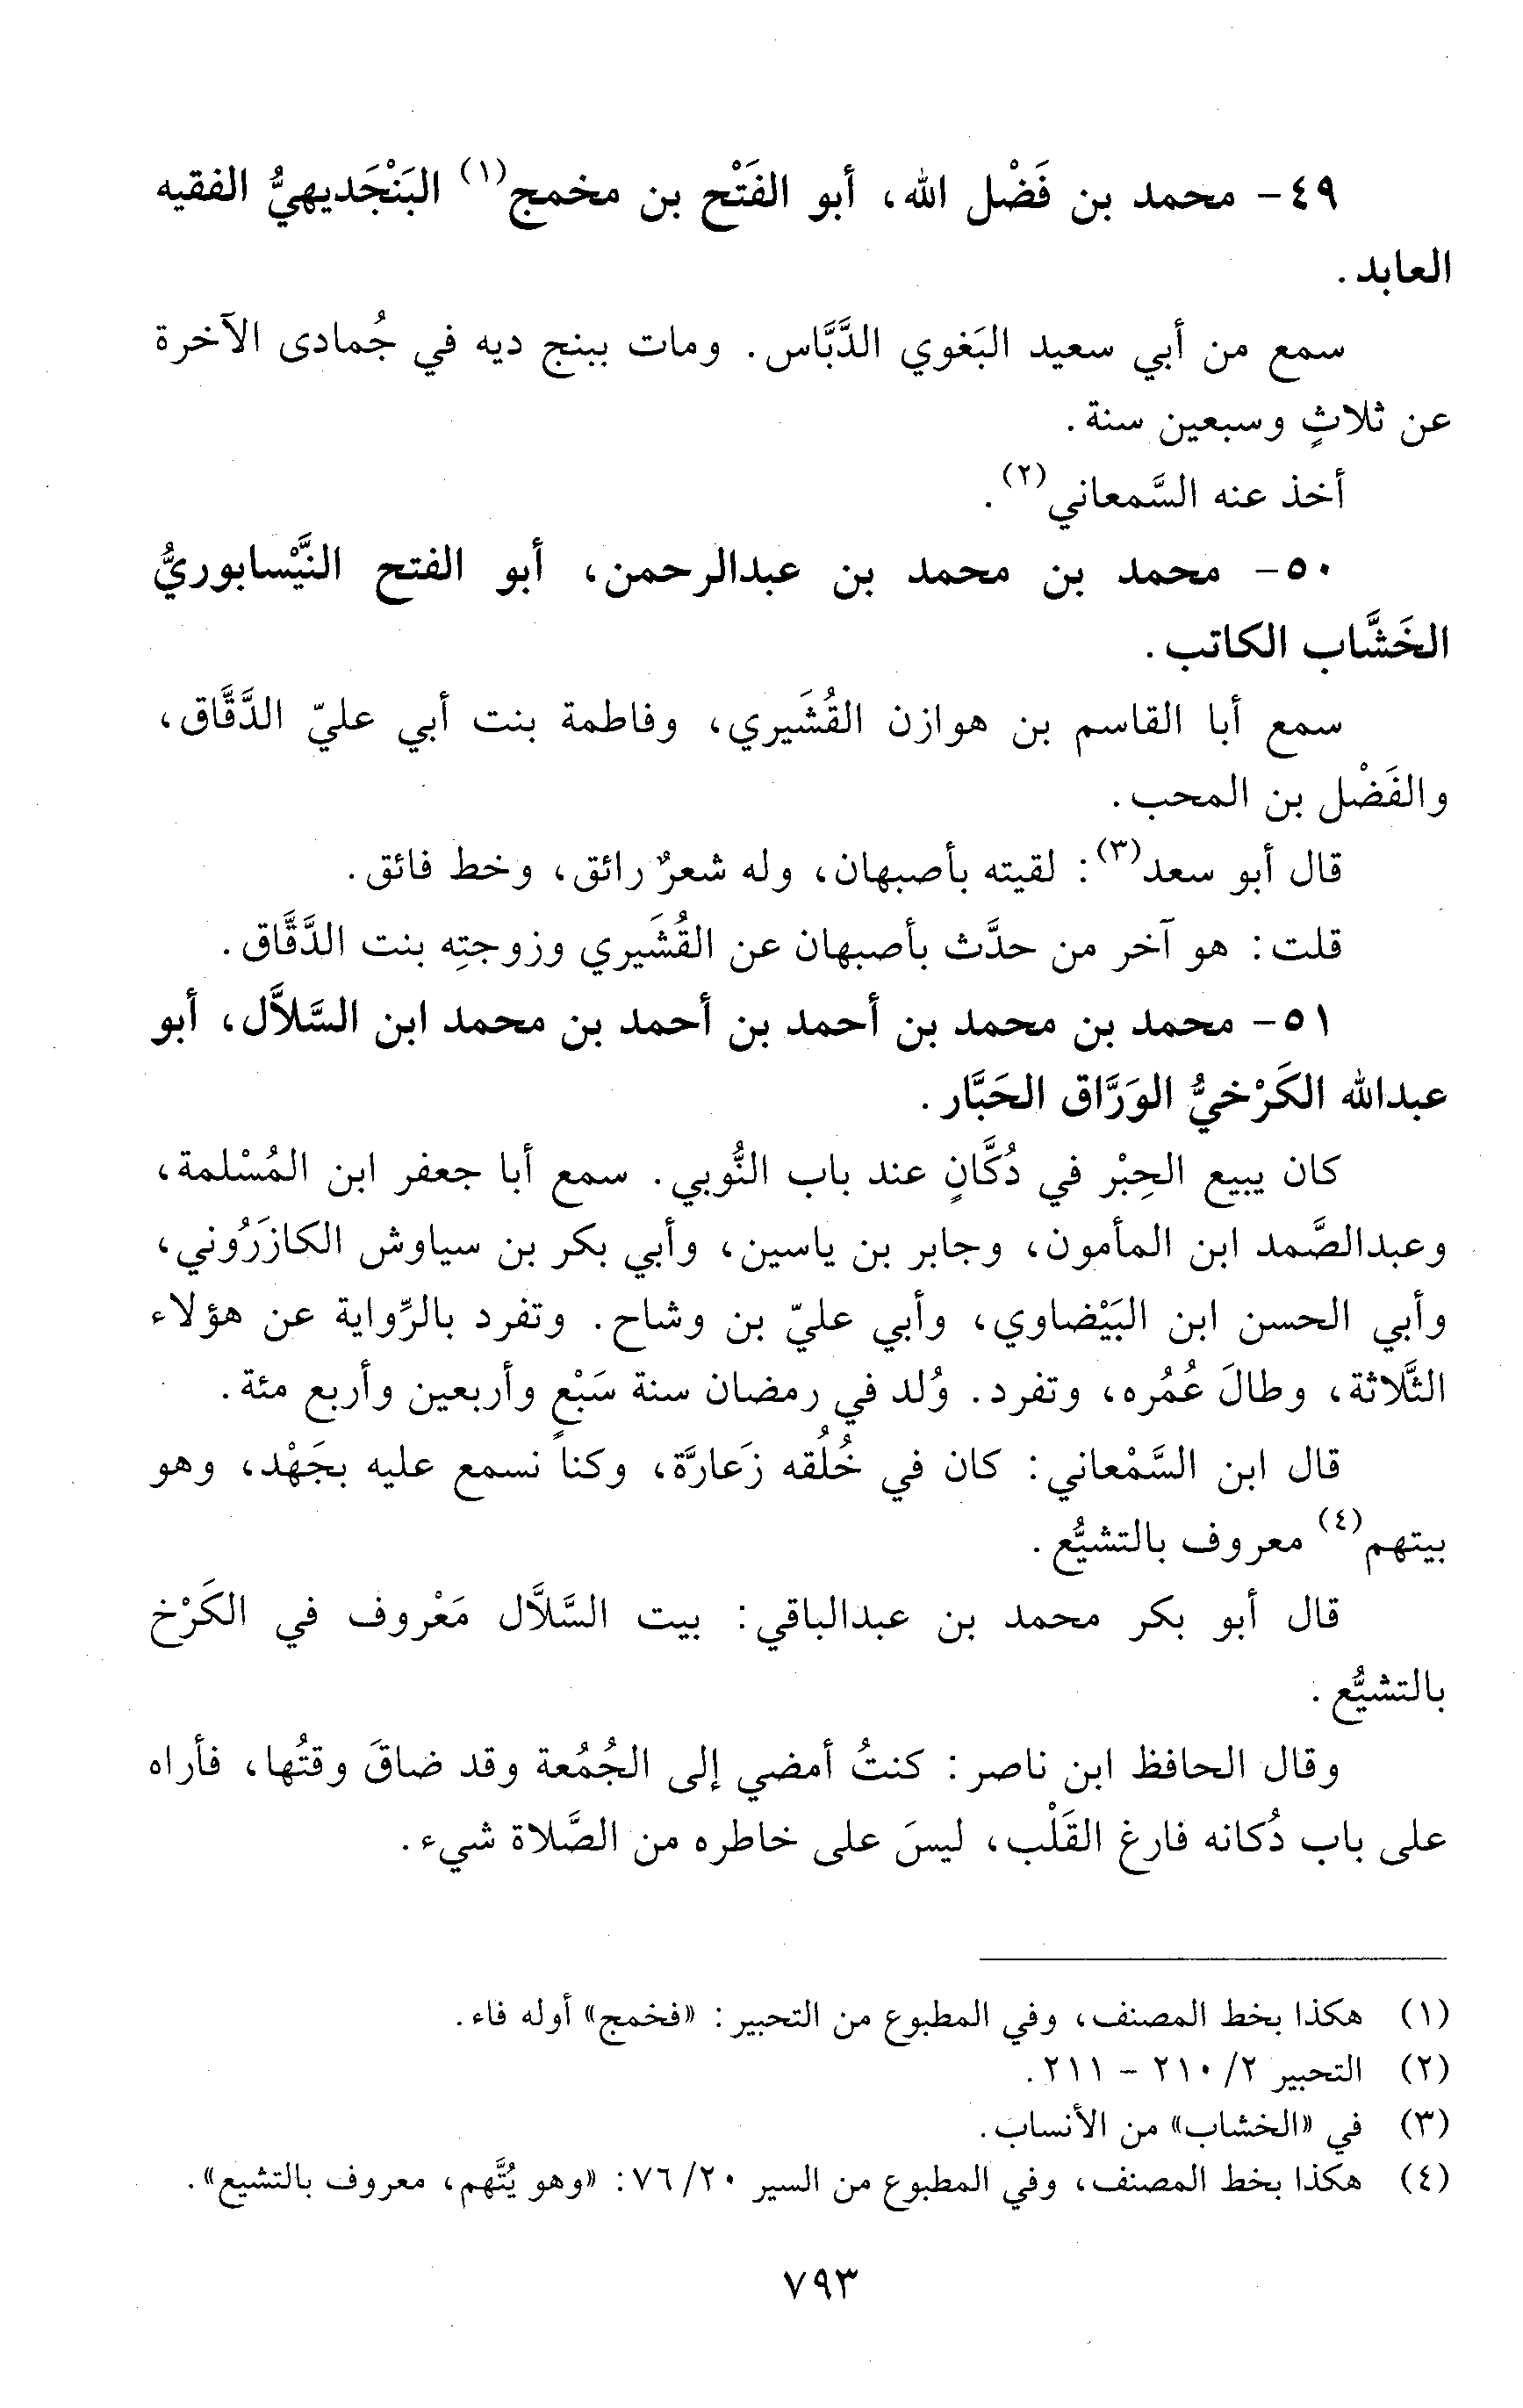 ٤٩- محمد بن فَضْل الله، أبو الفَتْح بن مخمج(١) البَنْجَديهيُّ الفقيه
العابد.
سمع من أبي سعيد البَغوي الدَّبَّاس. ومات ببنج ديه في جُمادى الآخرة
عن ثلاثٍ وسبعين سنة.
أخذ عنه السَّمعاني(٢).
٥٠- محمد بن محمد بن عبدالرحمن، أبو الفتح النَّيْسابوريُّ
الخَشَّاب الكاتب.
سمع أبا القاسم بن هوازن القُشَيري، وفاطمة بنت أبي عليّ الدَّقَّاق،
والفَضْل بن المحب.
قال أبو سعد(٣): لقيته بأصبهان، وله شعرٌ رائق، وخط فائق.
قلت: هو آخر من حدَّث بأصبهان عن القُشَيري وزوجتِه بنت الدَّقَّاق.
٥١- محمد بن محمد بن أحمد بن أحمد بن محمد ابن السَّلاَّل، أبو
عبدالله الكَرْخيُّ الوَرَّاق الحَبَّار.
كان يبيع الحِبْر في دُكَّانٍ عند باب النُّوبي. سمع أبا جعفر ابن المُسْلمة،
وعبدالصَّمد ابن المأمون، وجابر بن ياسين، وأبي بكر بن سياوش الكازَرُوني،
وأبي الحسن ابن البَيْضاوي، وأبي عليّ بن وشاح. وتفرد بالرِّواية عن هؤلاء
الثَّلاثة، وطالَ عُمُره، وتفرد. وُلد في رمضان سنة سَبْعٍ وأربعين وأربع مئة.
قال ابن السَّمْعاني: كان في خُلُقه زَعارَّة، وكنا نسمع عليه بجَهْد، وهو
بيتهم(٤) معروف بالتشيُّع.
قال أبو بكر محمد بن عبدالباقي: بيت السَّلاَّل مَعْروف في الكَرْخ
بالتشيُّع.
وقال الحافظ ابن ناصر: كنتُ أمضي إلى الجُمُعة وقد ضاقَ وقتُها، فأراه
على باب دُكانه فارغ القَلْب، ليسَ على خاطره من الصَّلاة شيء.
(١) هكذا بخط المصنف، وفي المطبوع من التحبير: «فخمج» أوله فاء.
(٢) التحبير ٢/ ٢١٠ - ٢١١.
(٣) في «الخشاب» من الأنساب.
(٤) هكذا بخط المصنف، وفي المطبوع من السير ٢٠/ ٧٦: «وهو يُتَّهم، معروف بالتشيع».
٧٩٣